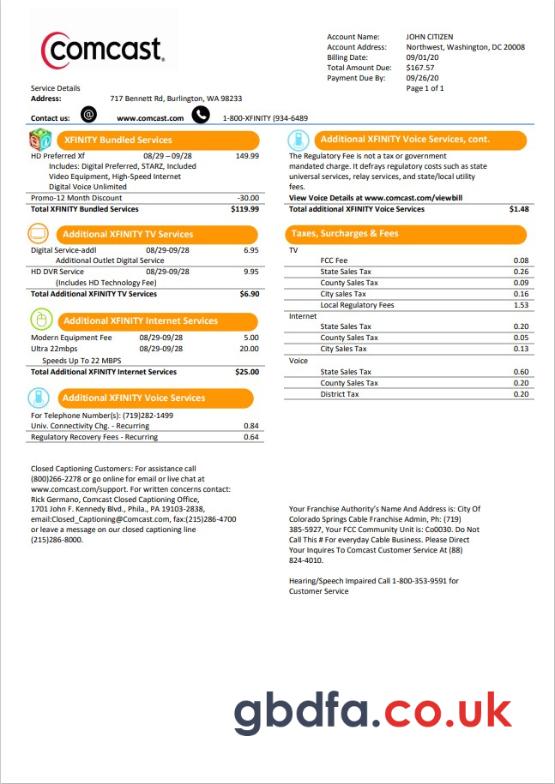 comcast.
Account Name: JOHN CITIZEN
Account Address: Northwest, Washington, DC 20008
Billing Date: 09/01/20
Total Amount Due: $167.57
Payment Due By: 09/26/20
Page 1 of 1
Service Details
Address: 717 Bennett Rd, Burlington, WA 98233
Contact us: @ www.comcast.com 1-800-XFINITY (934-6489
XFINITY Bundled Services
HD Preferred Xf 08/29 – 09/28 149.99
Includes: Digital Preferred, STARZ, Included
Video Equipment, High-Speed Internet
Digital Voice Unlimited
Promo-12 Month Discount -30.00
Total XFINITY Bundled Services $119.99
Additional XFINITY TV Services
Digital Service-addl 08/29-09/28 6.95
Additional Outlet Digital Service
HD DVR Service 08/29-09/28 9.95
(Includes HD Technology Fee)
Total Additional XFINITY TV Services $6.90
Additional XFINITY Internet Services
Modern Equipment Fee 08/29-09/28 5.00
Ultra 22mbps 08/29-09/28 20.00
Speeds Up To 22 MBPS
Total Additional XFINITY Internet Services $25.00
Additional XFINITY Voice Services
For Telephone Number(s): (719)282-1499
Univ. Connectivity Chg. - Recurring 0.84
Regulatory Recovery Fees - Recurring 0.64
Closed Captioning Customers: For assistance call
(800)266-2278 or go online for email or live chat at
www.comcast.com/support. For written concerns contact:
Rick Germano, Comcast Closed Captioning Office,
1701 John F. Kennedy Blvd., Phila., PA 19103-2838,
email:Closed_Captioning@Comcast.com, fax:(215)286-4700
or leave a message on our closed captioning line
(215)286-8000.
Additional XFINITY Voice Services, cont.
The Regulatory Fee is not a tax or government
mandated charge. It defrays regulatory costs such as state
universal services, relay services, and state/local utility
fees.
View Voice Details at www.comcast.com/viewbill
Total additional XFINITY Voice Services $1.48
Taxes, Surcharges & Fees
TV
FCC Fee 0.08
State Sales Tax 0.26
County Sales Tax 0.09
City sales Tax 0.16
Local Regulatory Fees 1.53
Internet
State Sales Tax 0.20
County Sales Tax 0.05
City Sales Tax 0.13
Voice
State Sales Tax 0.60
County Sales Tax 0.20
District Tax 0.20
Your Franchise Authority's Name And Address is: City Of
Colorado Springs Cable Franchise Admin, Ph: (719)
385-5927, Your FCC Community Unit is: Co0030. Do Not
Call This # For everyday Cable Business. Please Direct
Your Inquires To Comcast Customer Service At (88)
824-4010.
Hearing/Speech Impaired Call 1-800-353-9591 for
Customer Service
gbdfa.co.uk